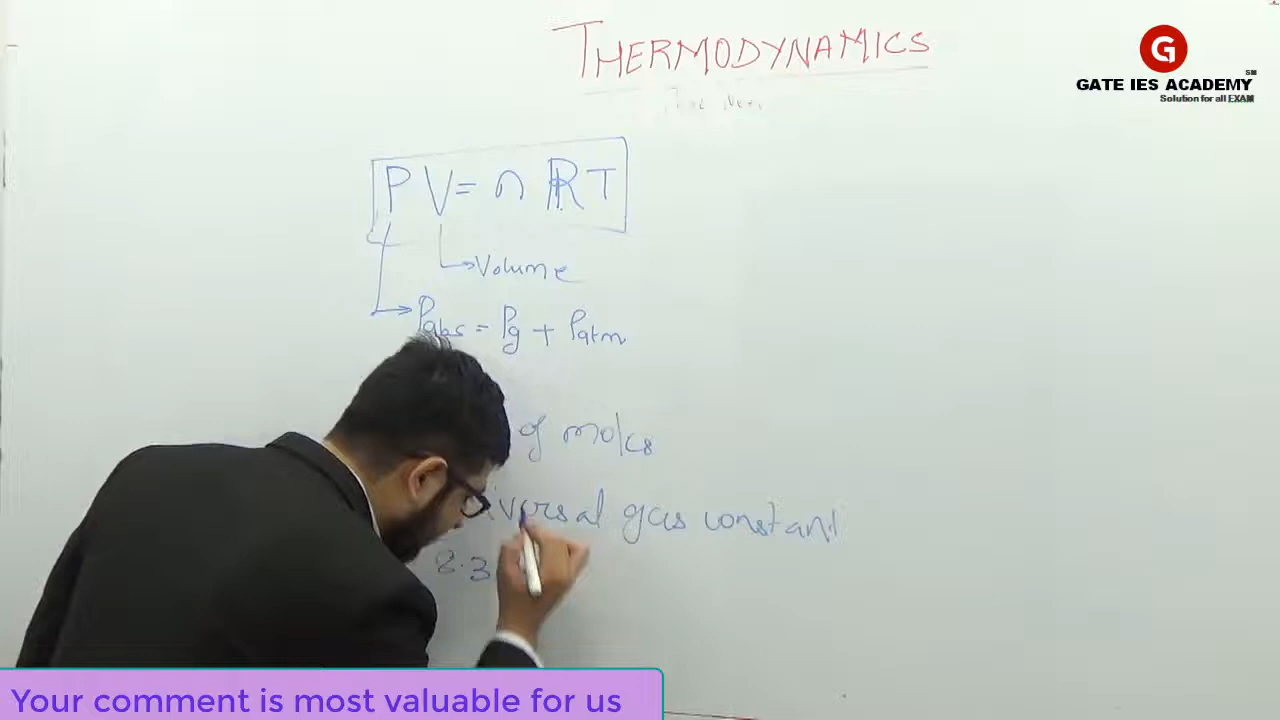 THERMODYNAMICS
G
GATE IES ACADEMY SM
Solution for all EXAM
PV = n RT
Volume
Pabs = Pg + Patm
of moles
iversal gas constant
8.3
Your comment is most valuable for us